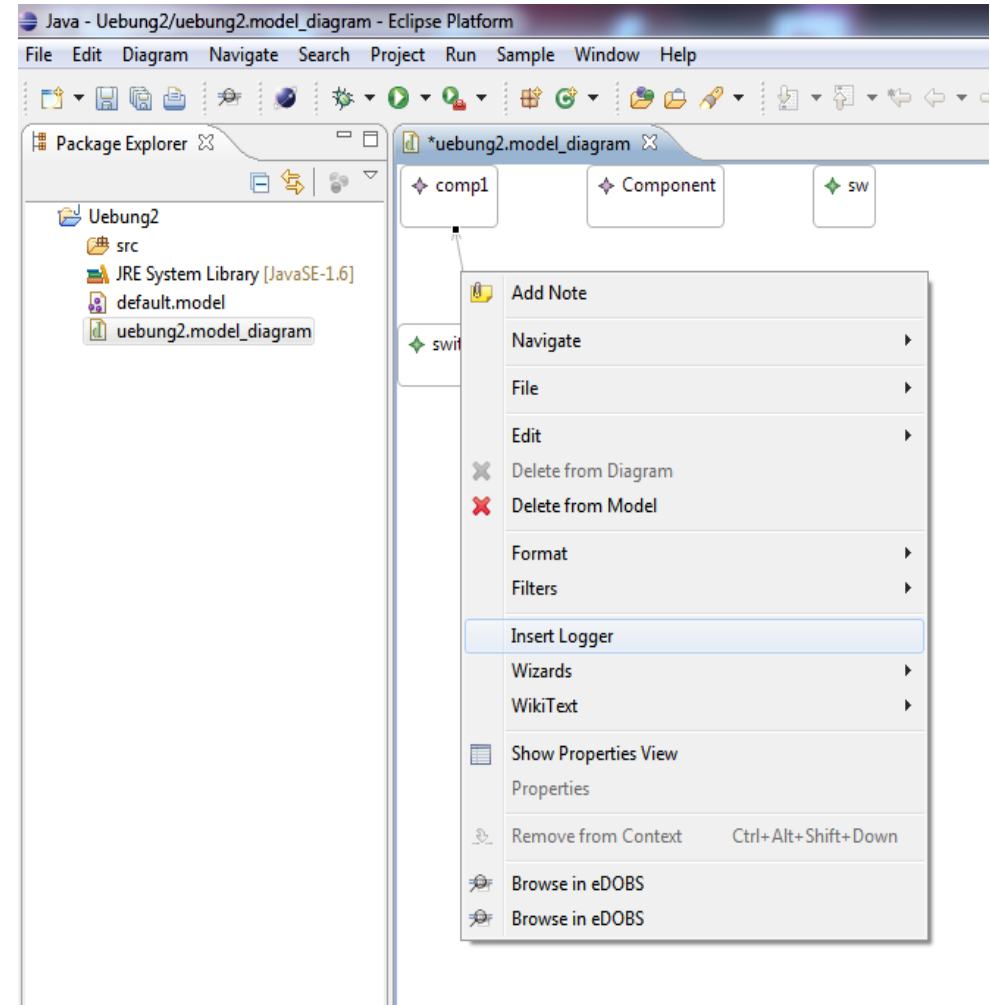 Java - Uebung2/uebung2.model_diagram - Eclipse Platform
File Edit Diagram Navigate Search Project Run Sample Window Help
Package Explorer
*uebung2.model_diagram
Uebung2
src
JRE System Library [JavaSE-1.6]
default.model
uebung2.model_diagram
comp1
Component
sw
swit
Add Note
Navigate
File
Edit
Delete from Diagram
Delete from Model
Format
Filters
Insert Logger
Wizards
WikiText
Show Properties View
Properties
Remove from Context Ctrl+Alt+Shift+Down
Browse in eDOBS
Browse in eDOBS